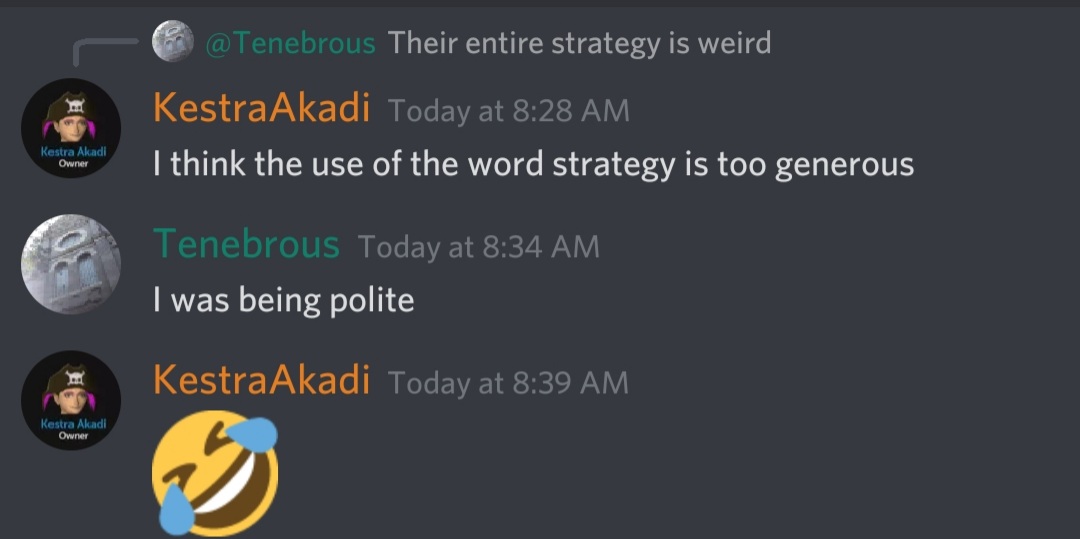 @Tenebrous Their entire strategy is weird
KestraAkadi Today at 8:28 AM
I think the use of the word strategy is too generous
Kestra Akadi
Owner
Tenebrous Today at 8:34 AM
I was being polite
KestraAkadi Today at 8:39 AM
Kestra Akadi
Owner